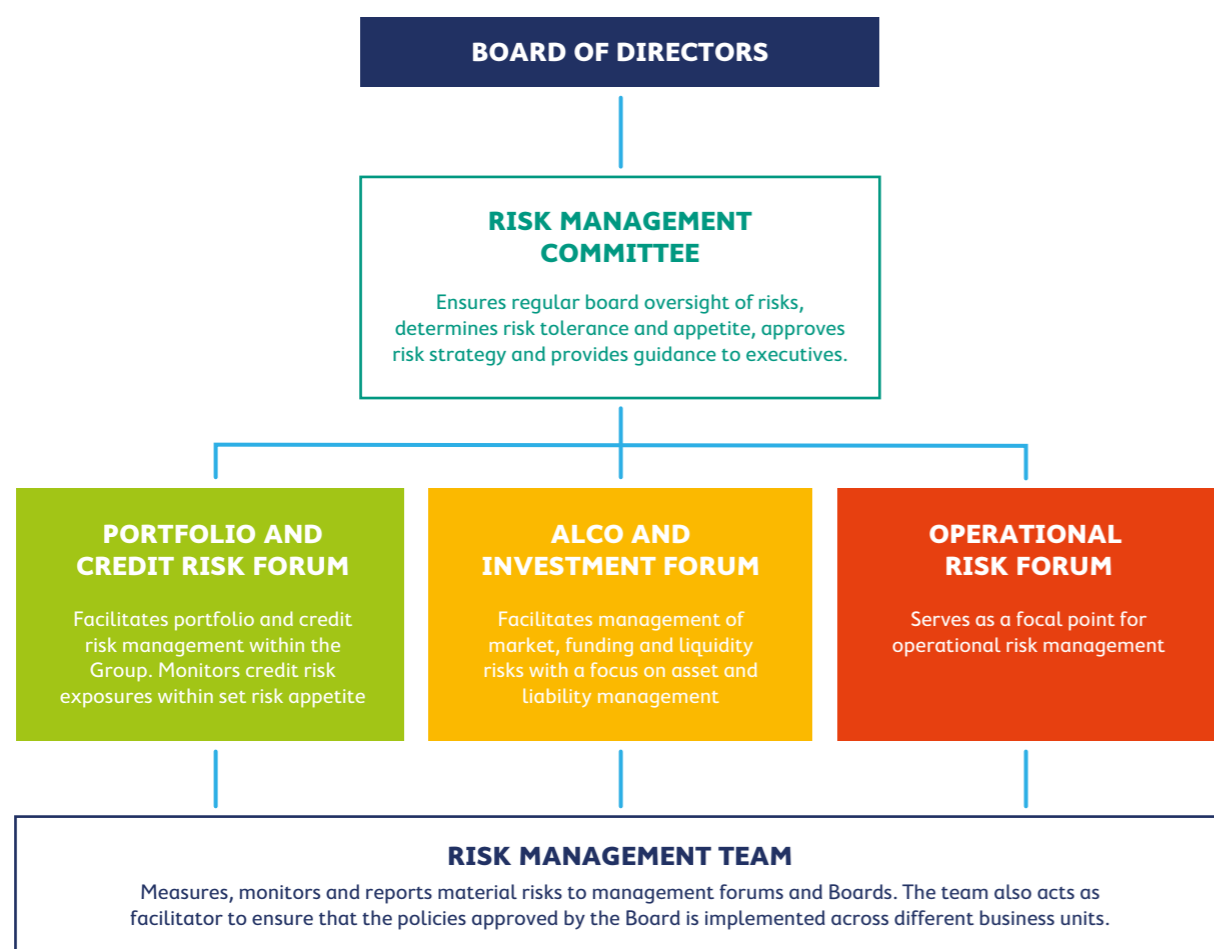 BOARD OF DIRECTORS
RISK MANAGEMENT
COMMITTEE
Ensures regular board oversight of risks,
determines risk tolerance and appetite, approves
risk strategy and provides guidance to executives.
PORTFOLIO AND
CREDIT RISK FORUM
Facilitates portfolio and credit
risk management within the
Group. Monitors credit risk
exposures within set risk appetite
ALCO AND
INVESTMENT FORUM
Facilitates management of
market, funding and liquidity
risks with a focus on asset and
liability management
OPERATIONAL
RISK FORUM
Serves as a focal point for
operational risk management
RISK MANAGEMENT TEAM
Measures, monitors and reports material risks to management forums and Boards. The team also acts as
facilitator to ensure that the policies approved by the Board is implemented across different business units.